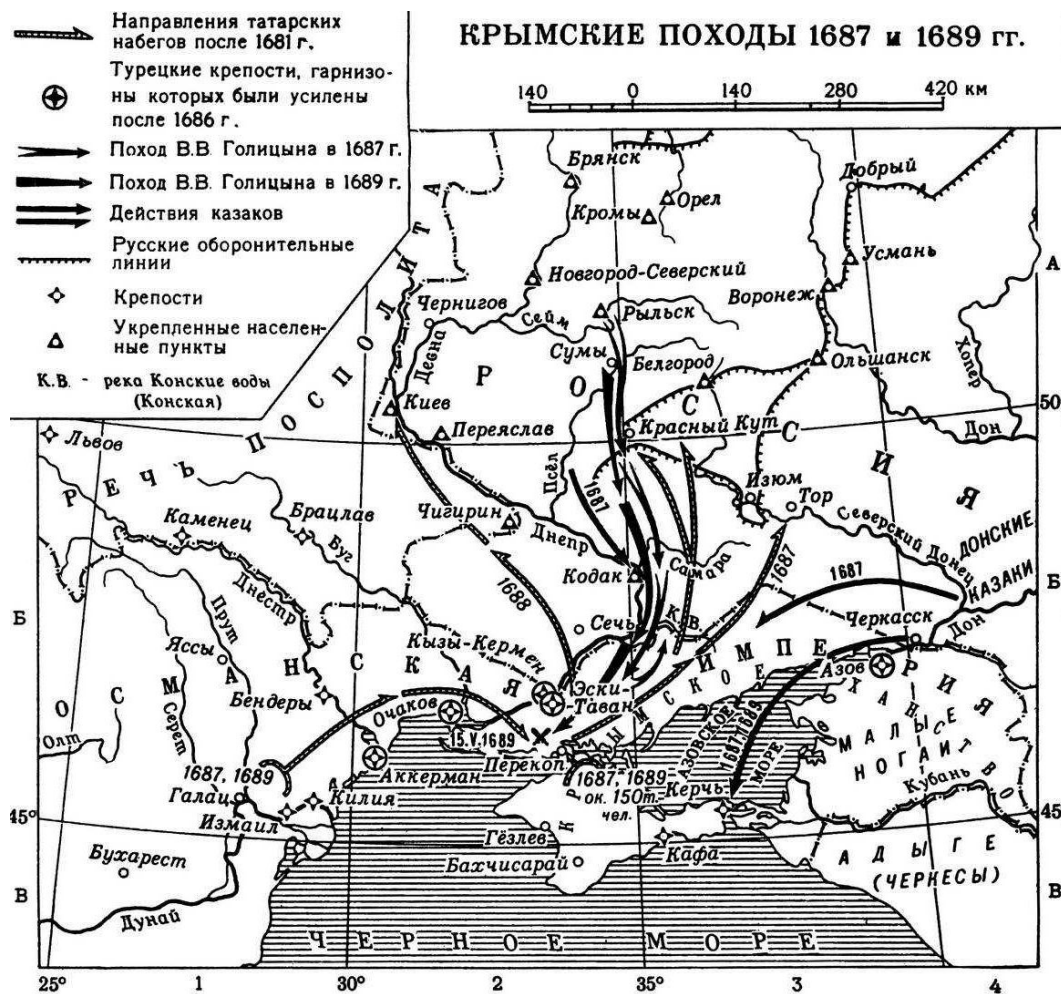 КРЫМСКИЕ ПОХОДЫ 1687 и 1689 гг.
140 0 140 280 420 км
Направления татарских
набегов после 1681 г.
Турецкие крепости, гарнизо-
ны которых были усилены
после 1686 г.
Поход В.В. Голицына в 1687 г.
Поход В.В. Голицына в 1689 г.
Действия казаков
Русские оборонительные
линии
Крепости
Укрепленные населен-
ные пункты
К.В. - река Конские воды
(Конская)
Брянск
Добрый
Орел
Кромы
Усмань
А
Новгород-Северский
Воронеж
Чернигов
Сейм
Рыльск
Хопер
Сумы
Белгород
Ольшанск
Девна
РОССИЙСКОЕ
Киев
50
Переяслав
Красный Кут
Дон
Львов
РЕЧЬ ПОСПОЛИТА
Псёл
1687
Изюм
Тор
Каменец
Брацлав
Чигирин
Днепр
Северский Донец
ДОНСКИЕ
КАЗАКИ
Буг
Кодак
Самара
1687
1687
Б
Днестр
1688
Сечь
К.В.
Черкасск
Дон
Б
Прут
Яссы
Кызы-Кермен
Азов
ОСМАНСКАЯ
ИМПЕРИЯ
Бендеры
Эски-
Таван
Очаков
Серет
Олт
15.V.1689
Перекоп
АЗОВСКОЕ
МОРЕ
1687, 1689
МАЛЫЕ
НОГАИ
1687, 1689
Аккерман
1687, 1689
ок. 150т.
чел.
Керчь
Кубань
Галац
Килия
45°
45
Измаил
Гёзлев
Кафа
АДЫГЕ
(ЧЕРКЕСЫ)
Бухарест
Бахчисарай
В
В
Дунай
ЧЕРНОЕ МОРЕ
25° 1 30° 2 35° 3 4